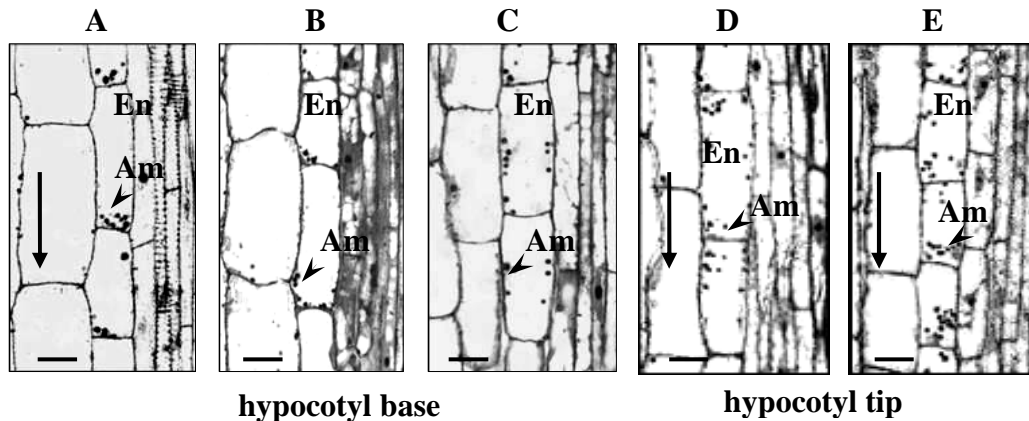 A B C D E
En En En En En
Am Am Am Am Am
hypocotyl base hypocotyl tip